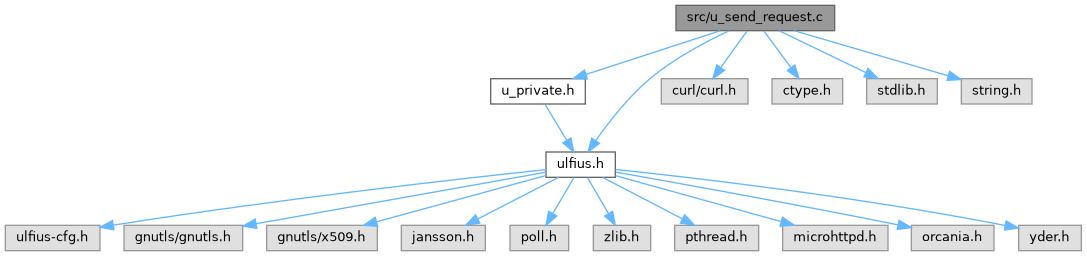 src/u_send_request.c
u_private.h
curl/curl.h
ctype.h
stdlib.h
string.h
ulfius.h
ulfius-cfg.h
gnutls/gnutls.h
gnutls/x509.h
jansson.h
poll.h
zlib.h
pthread.h
microhttpd.h
orcania.h
yder.h